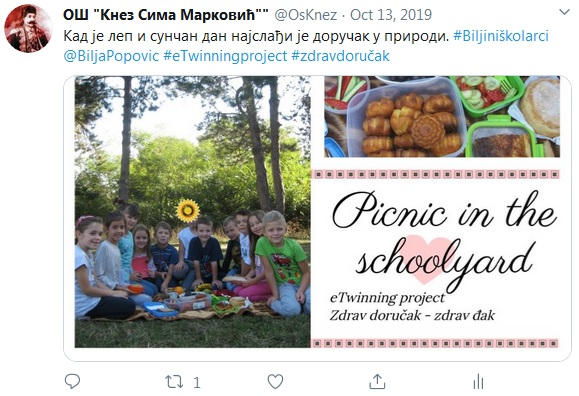 ОШ "Кнез Сима Марковић"" @OsKnez · Oct 13, 2019
Кад је леп и сунчан дан најслађи је доручак у природи. #Biljiniškolarci
@BiljaPopovic #eTwinningproject #zdravdoručak
Picnic in the
schoolyard
eTwinning project
Zdrav doručak - zdrav đak
1